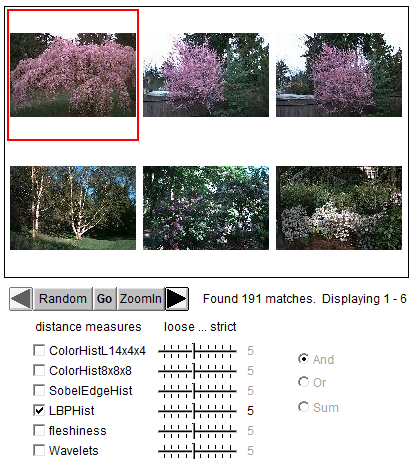 Random Go ZoomIn Found 191 matches. Displaying 1 - 6
distance measures loose ... strict
ColorHistL14x4x4 5
ColorHist8x8x8 5
SobelEdgeHist 5
LBPHist 5
fleshiness 5
Wavelets 5
And
Or
Sum